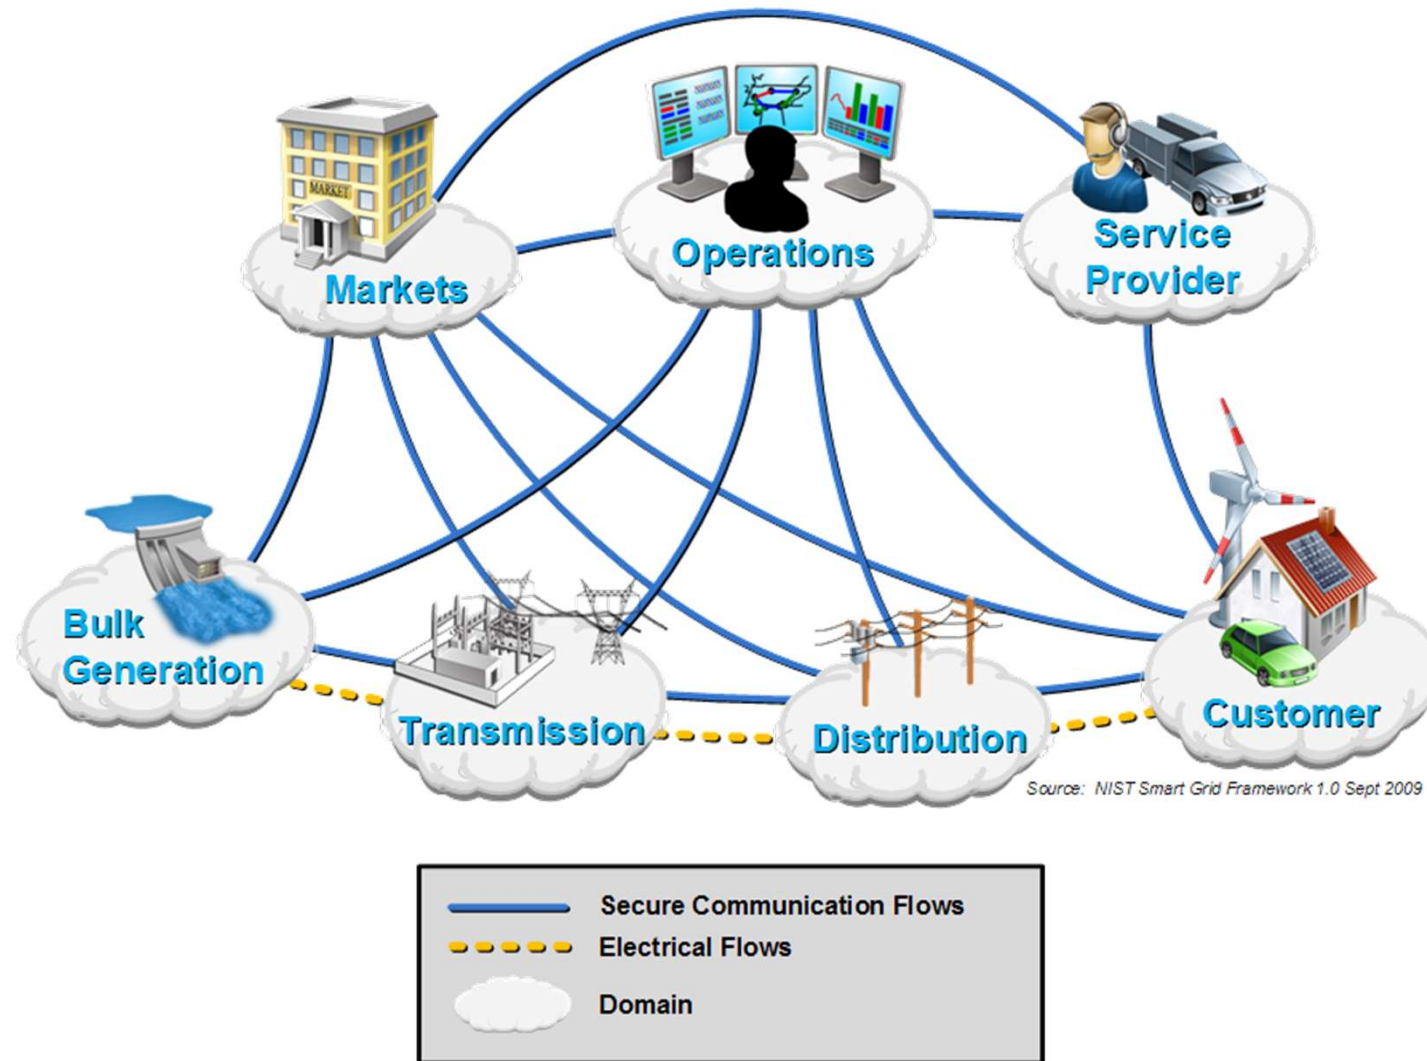 MARKET
Markets
Operations
Service
Provider
Bulk
Generation
Transmission
Distribution
Customer
Source: NIST Smart Grid Framework 1.0 Sept 2009
Secure Communication Flows
Electrical Flows
Domain